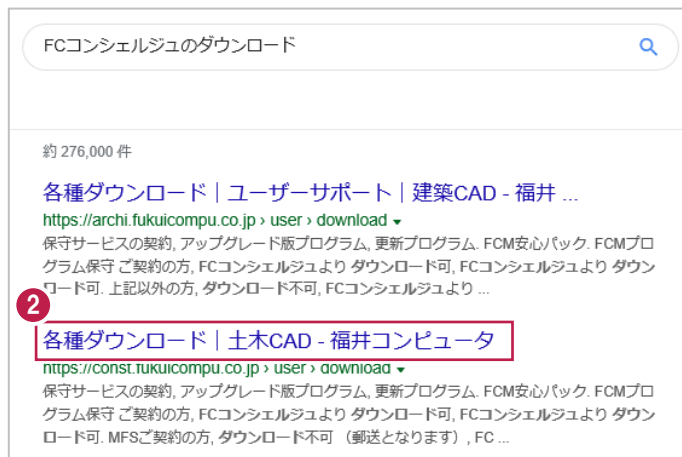 FCコンシェルジュのダウンロード
約 276,000 件
各種ダウンロード｜ユーザーサポート｜建築CAD - 福井 ...
https://archi.fukuicompu.co.jp › user › download
保守サービスの契約, アップグレード版プログラム, 更新プログラム. FCM安心パック. FCMプロ
グラム保守 ご契約の方, FCコンシェルジュより ダウンロード可, FCコンシェルジュより ダウン
ロード可. 上記以外の方, ダウンロード不可, FCコンシェルジュより ...
2
各種ダウンロード｜土木CAD - 福井コンピュータ
https://const.fukuicompu.co.jp › user › download
保守サービスの契約, アップグレード版プログラム, 更新プログラム. FCM安心パック. FCMプロ
グラム保守 ご契約の方, FCコンシェルジュより ダウンロード可, FCコンシェルジュより ダウン
ロード可. MFSご契約の方, ダウンロード不可 （郵送となります）, FC ...